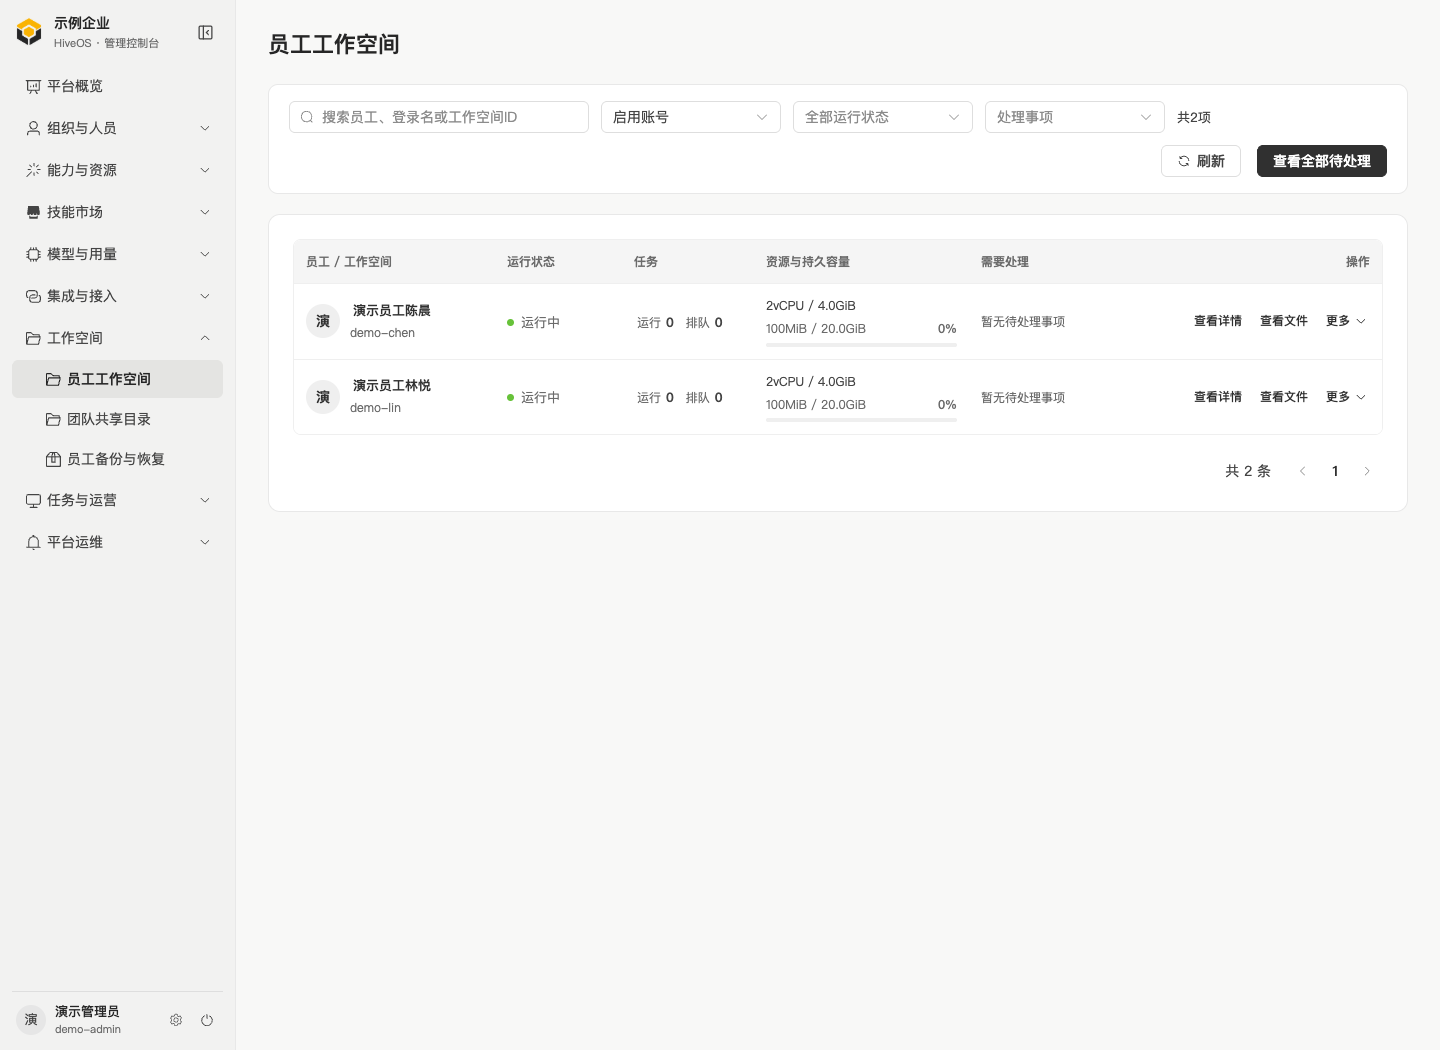 示例企业
HiveOS · 管理控制台
平台概览
组织与人员
能力与资源
技能市场
模型与用量
集成与接入
工作空间
员工工作空间
团队共享目录
员工备份与恢复
任务与运营
平台运维
演
演示管理员
demo-admin
员工工作空间
搜索员工、登录名或工作空间ID
启用账号
全部运行状态
处理事项
共2项
刷新
查看全部待处理
员工 / 工作空间 运行状态 任务 资源与持久容量 需要处理 操作
演
演示员工陈晨
demo-chen
运行中
运行 0 排队 0
2vCPU / 4.0GiB
100MiB / 20.0GiB 0%
暂无待处理事项
查看详情 查看文件 更多
演
演示员工林悦
demo-lin
运行中
运行 0 排队 0
2vCPU / 4.0GiB
100MiB / 20.0GiB 0%
暂无待处理事项
查看详情 查看文件 更多
共 2 条 1